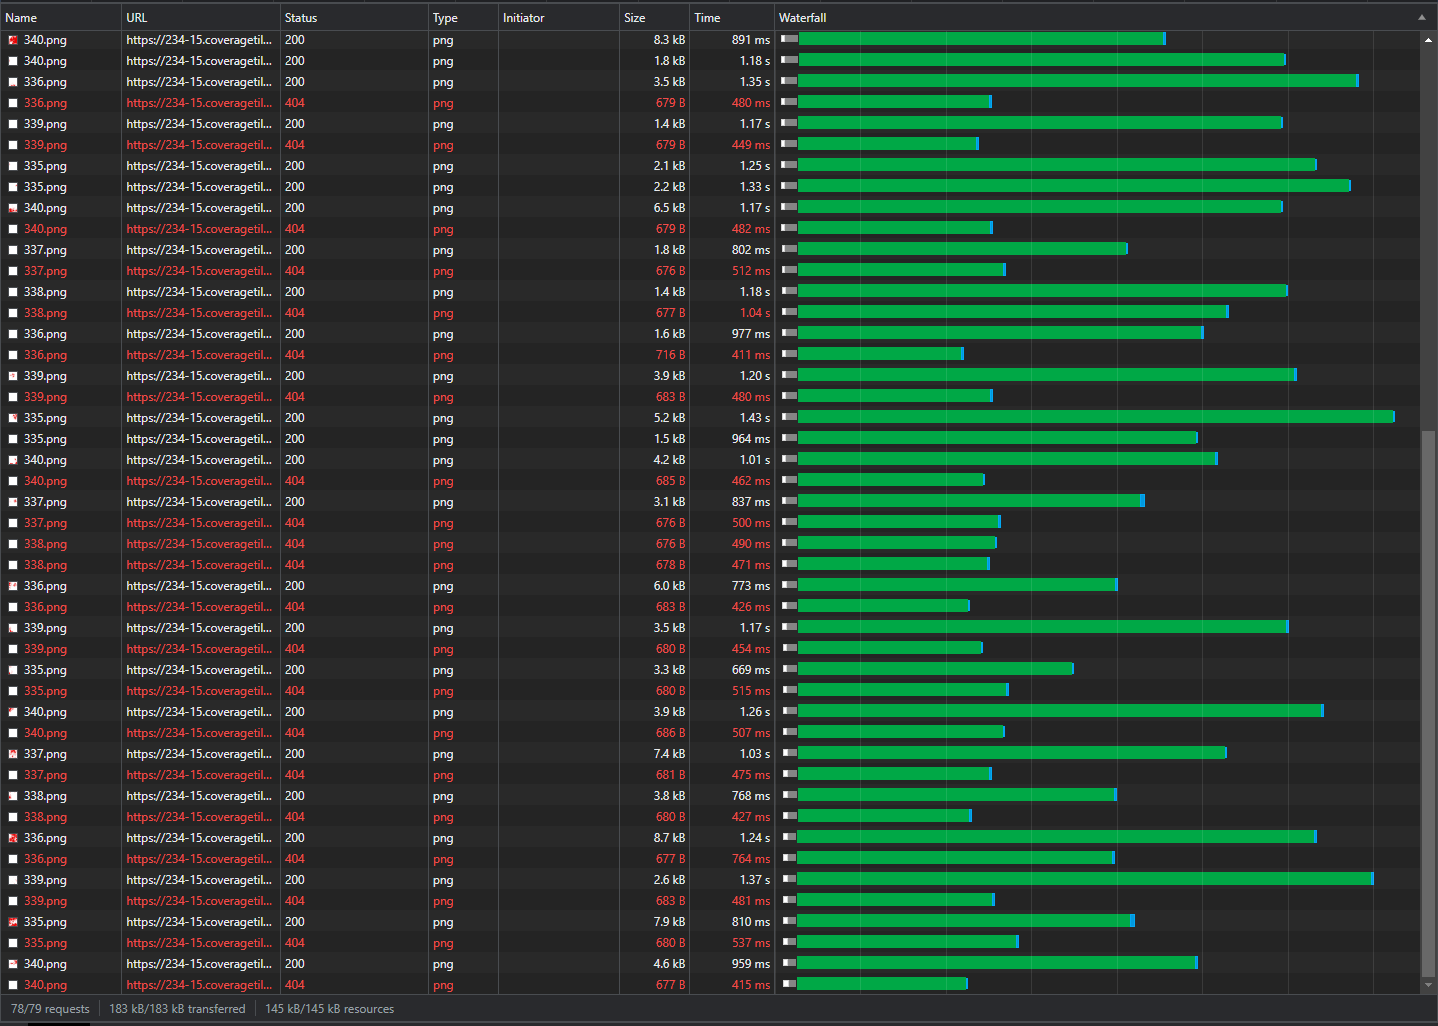 Name URL Status Type Initiator Size Time Waterfall
340.png https://234-15.coveragetil... 200 png 8.3 kB 891 ms
340.png https://234-15.coveragetil... 200 png 1.8 kB 1.18 s
336.png https://234-15.coveragetil... 200 png 3.5 kB 1.35 s
336.png https://234-15.coveragetil... 404 png 679 B 480 ms
339.png https://234-15.coveragetil... 200 png 1.4 kB 1.17 s
339.png https://234-15.coveragetil... 404 png 679 B 449 ms
335.png https://234-15.coveragetil... 200 png 2.1 kB 1.25 s
335.png https://234-15.coveragetil... 200 png 2.2 kB 1.33 s
340.png https://234-15.coveragetil... 200 png 6.5 kB 1.17 s
340.png https://234-15.coveragetil... 404 png 679 B 482 ms
337.png https://234-15.coveragetil... 200 png 1.8 kB 802 ms
337.png https://234-15.coveragetil... 404 png 676 B 512 ms
338.png https://234-15.coveragetil... 200 png 1.4 kB 1.18 s
338.png https://234-15.coveragetil... 404 png 677 B 1.04 s
336.png https://234-15.coveragetil... 200 png 1.6 kB 977 ms
336.png https://234-15.coveragetil... 404 png 716 B 411 ms
339.png https://234-15.coveragetil... 200 png 3.9 kB 1.20 s
339.png https://234-15.coveragetil... 404 png 683 B 480 ms
335.png https://234-15.coveragetil... 200 png 5.2 kB 1.43 s
335.png https://234-15.coveragetil... 200 png 1.5 kB 964 ms
340.png https://234-15.coveragetil... 200 png 4.2 kB 1.01 s
340.png https://234-15.coveragetil... 404 png 685 B 462 ms
337.png https://234-15.coveragetil... 200 png 3.1 kB 837 ms
337.png https://234-15.coveragetil... 404 png 676 B 500 ms
338.png https://234-15.coveragetil... 404 png 676 B 490 ms
338.png https://234-15.coveragetil... 404 png 678 B 471 ms
336.png https://234-15.coveragetil... 200 png 6.0 kB 773 ms
336.png https://234-15.coveragetil... 404 png 683 B 426 ms
339.png https://234-15.coveragetil... 200 png 3.5 kB 1.17 s
339.png https://234-15.coveragetil... 404 png 680 B 454 ms
335.png https://234-15.coveragetil... 200 png 3.3 kB 669 ms
335.png https://234-15.coveragetil... 404 png 680 B 515 ms
340.png https://234-15.coveragetil... 200 png 3.9 kB 1.26 s
340.png https://234-15.coveragetil... 404 png 686 B 507 ms
337.png https://234-15.coveragetil... 200 png 7.4 kB 1.03 s
337.png https://234-15.coveragetil... 404 png 681 B 475 ms
338.png https://234-15.coveragetil... 200 png 3.8 kB 768 ms
338.png https://234-15.coveragetil... 404 png 680 B 427 ms
336.png https://234-15.coveragetil... 200 png 8.7 kB 1.24 s
336.png https://234-15.coveragetil... 404 png 677 B 764 ms
339.png https://234-15.coveragetil... 200 png 2.6 kB 1.37 s
339.png https://234-15.coveragetil... 404 png 683 B 481 ms
335.png https://234-15.coveragetil... 200 png 7.9 kB 810 ms
335.png https://234-15.coveragetil... 404 png 680 B 537 ms
340.png https://234-15.coveragetil... 200 png 4.6 kB 959 ms
340.png https://234-15.coveragetil... 404 png 677 B 415 ms
78/79 requests 183 kB/183 kB transferred 145 kB/145 kB resources